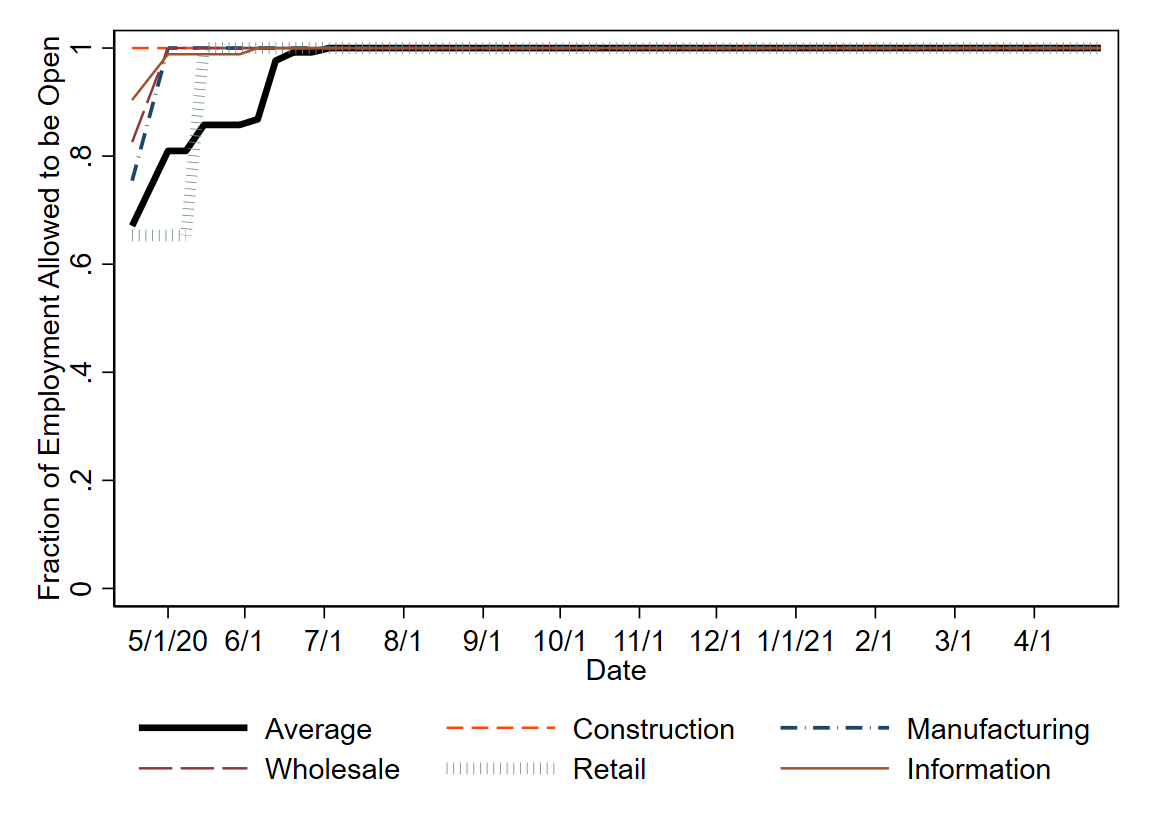 Fraction of Employment Allowed to be Open
1
.8
.6
.4
.2
0
5/1/20 6/1 7/1 8/1 9/1 10/1 11/1 12/1 1/1/21 2/1 3/1 4/1
Date
Average Construction Manufacturing
Wholesale Retail Information